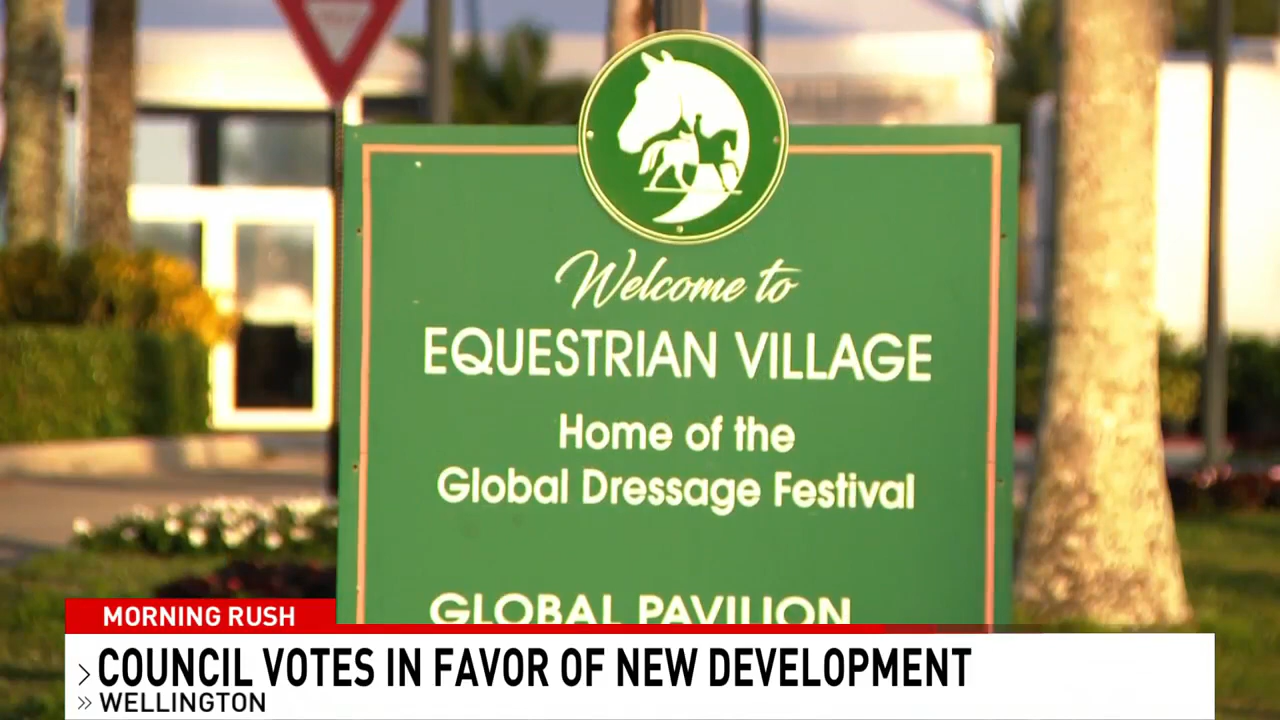 Welcome to
EQUESTRIAN VILLAGE
Home of the
Global Dressage Festival
GLOBAL PAVILION
MORNING RUSH
COUNCIL VOTES IN FAVOR OF NEW DEVELOPMENT
WELLINGTON